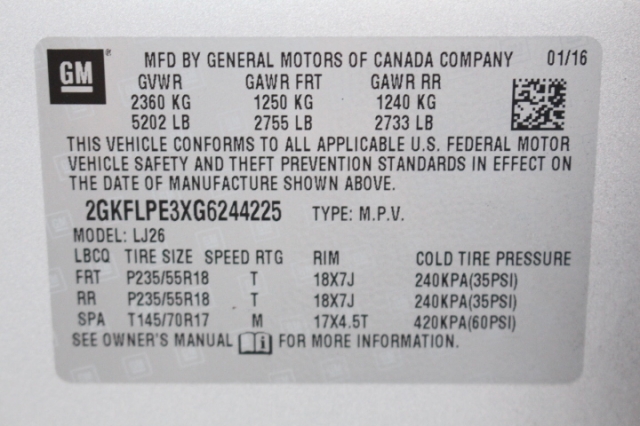 GM
MFD BY GENERAL MOTORS OF CANADA COMPANY 01/16
GVWR GAWR FRT GAWR RR
2360 KG 1250 KG 1240 KG
5202 LB 2755 LB 2733 LB
THIS VEHICLE CONFORMS TO ALL APPLICABLE U.S. FEDERAL MOTOR
VEHICLE SAFETY AND THEFT PREVENTION STANDARDS IN EFFECT ON
THE DATE OF MANUFACTURE SHOWN ABOVE.
2GKFLPE3XG6244225 TYPE: M.P.V.
MODEL: LJ26
LBCQ TIRE SIZE SPEED RTG RIM COLD TIRE PRESSURE
FRT P235/55R18 T 18X7J 240KPA(35PSI)
RR P235/55R18 T 18X7J 240KPA(35PSI)
SPA T145/70R17 M 17X4.5T 420KPA(60PSI)
SEE OWNER'S MANUAL i FOR MORE INFORMATION.